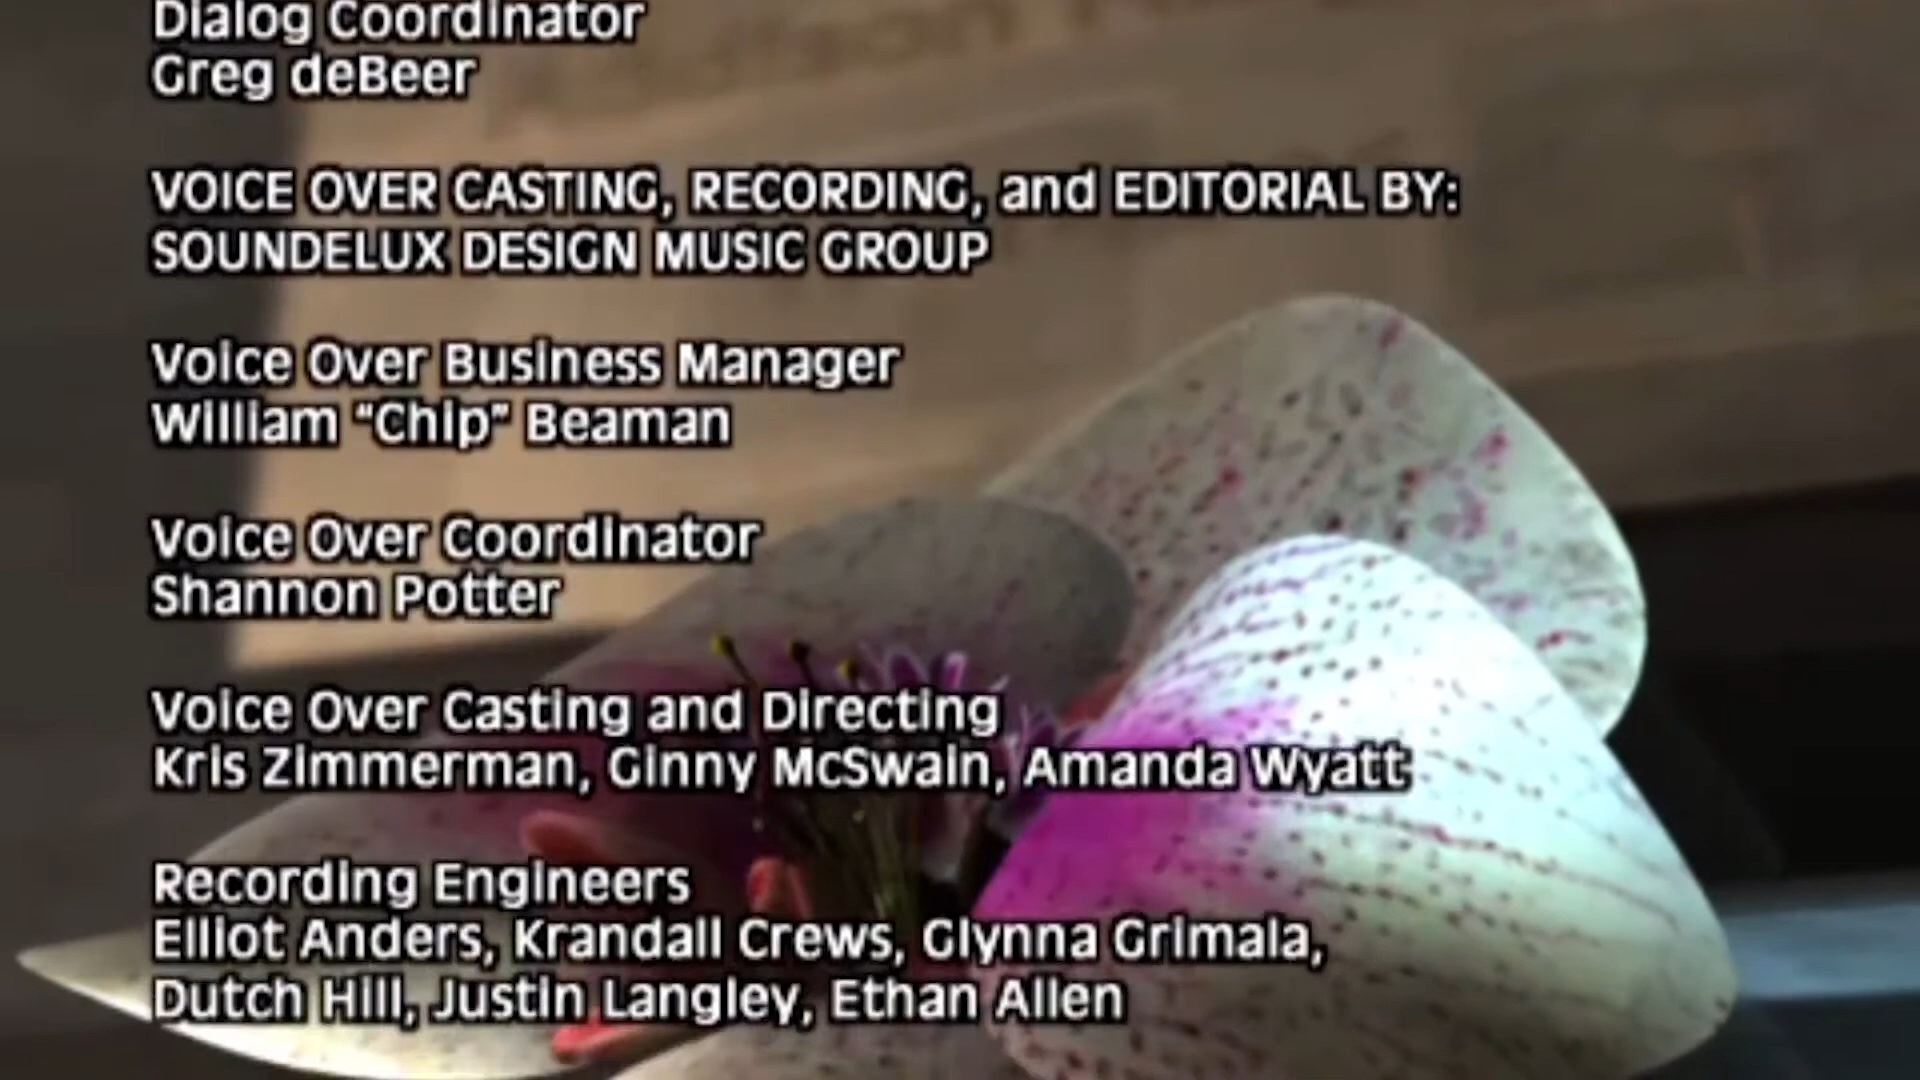 Dialog Coordinator
Greg deBeer
VOICE OVER CASTING, RECORDING, and EDITORIAL BY:
SOUNDELUX DESIGN MUSIC GROUP
Voice Over Business Manager
William “Chip” Beaman
Voice Over Coordinator
Shannon Potter
Voice Over Casting and Directing
Kris Zimmerman, Ginny McSwain, Amanda Wyatt
Recording Engineers
Elliot Anders, Krandall Crews, Glynna Grimala,
Dutch Hill, Justin Langley, Ethan Allen